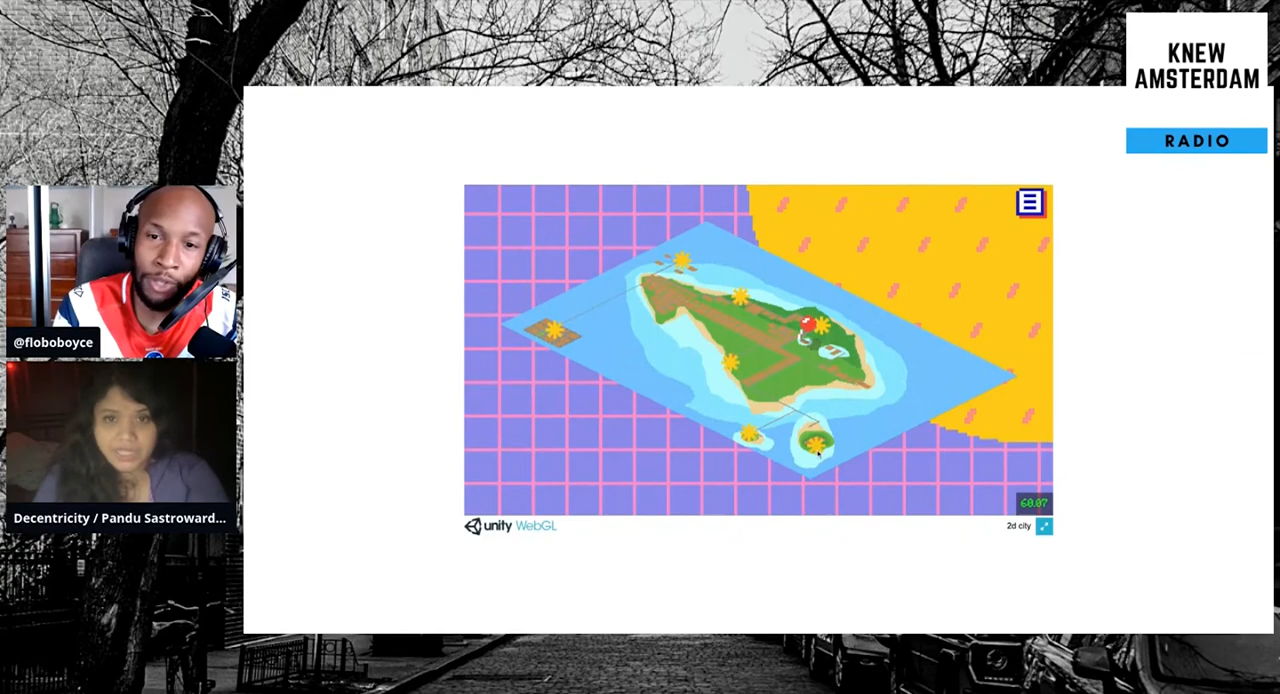 KNEW
AMSTERDAM
RADIO
@floboboyce
Decentricity / Pandu Sastroward...
60.07
unity WebGL
2d city